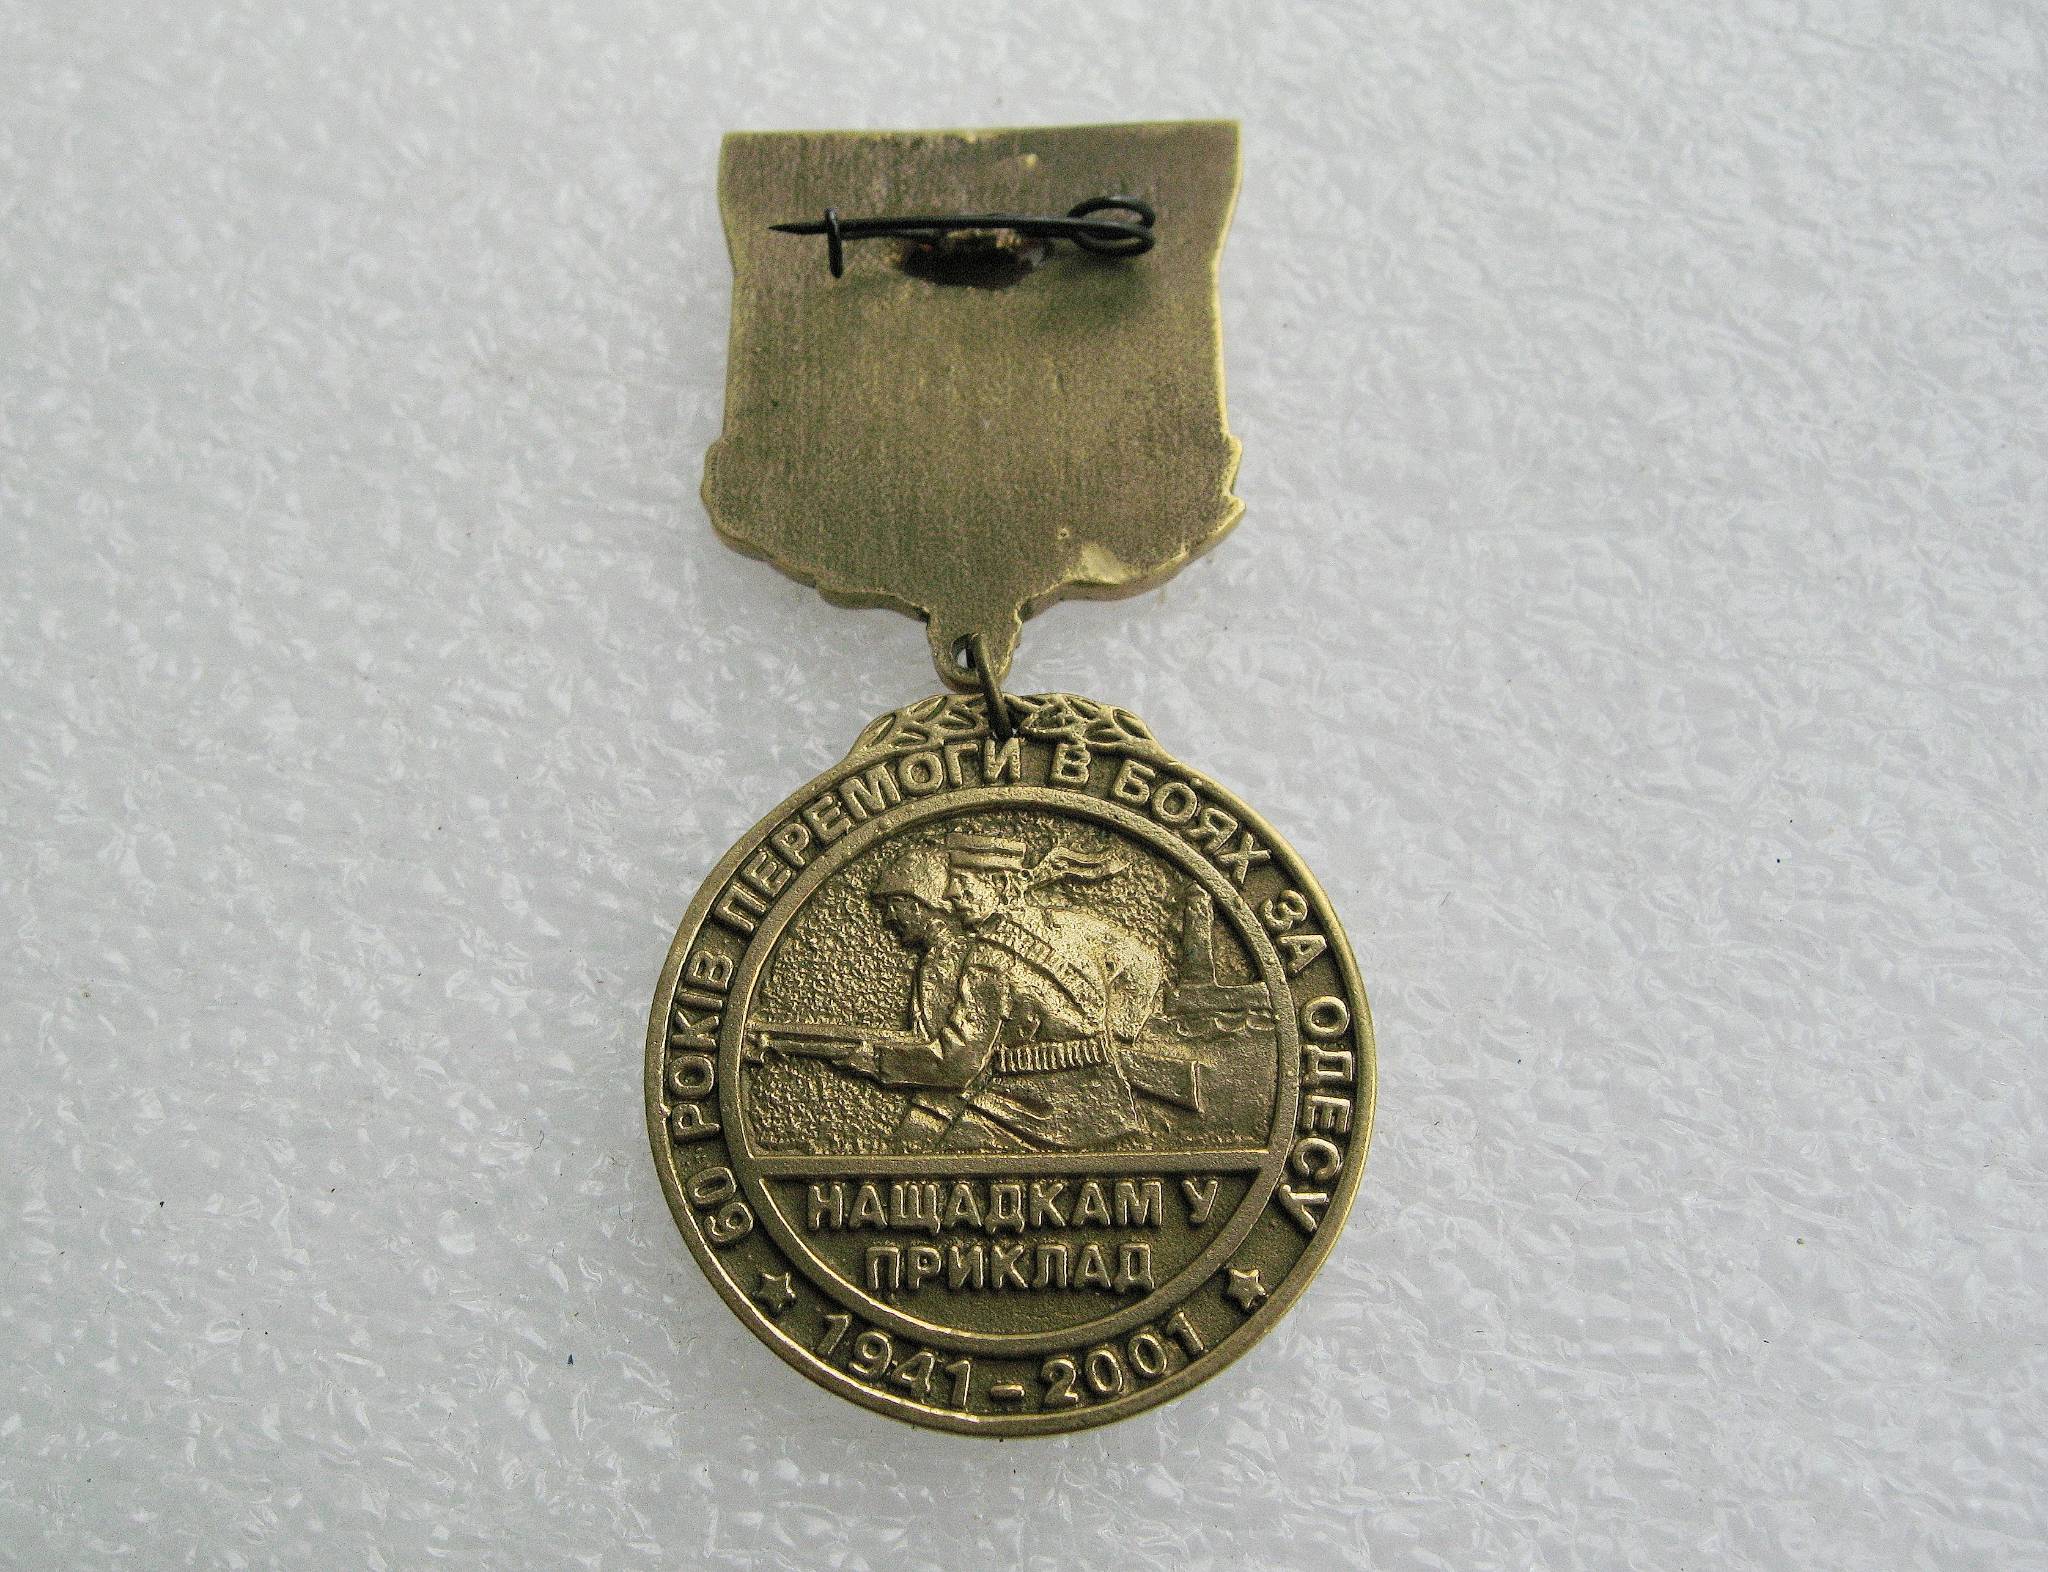 60 РОКІВ ПЕРЕМОГИ В БОЯХ ЗА ОДЕСУ
НАЩАДКАМ У
ПРИКЛАД
1941-2001